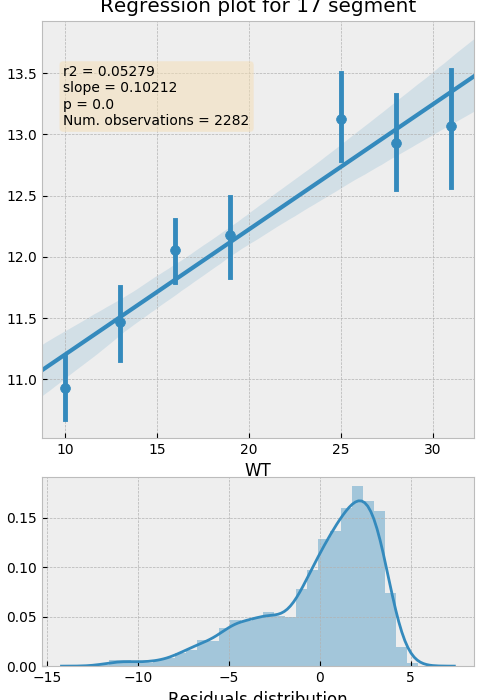 Regression plot for 17 segment
13.5
13.0
12.5
12.0
11.5
11.0
r2 = 0.05279
slope = 0.10212
p = 0.0
Num. observations = 2282
10 15 20 25 30
WT
0.15
0.10
0.05
0.00
−15 −10 −5 0 5
Residuals distribution